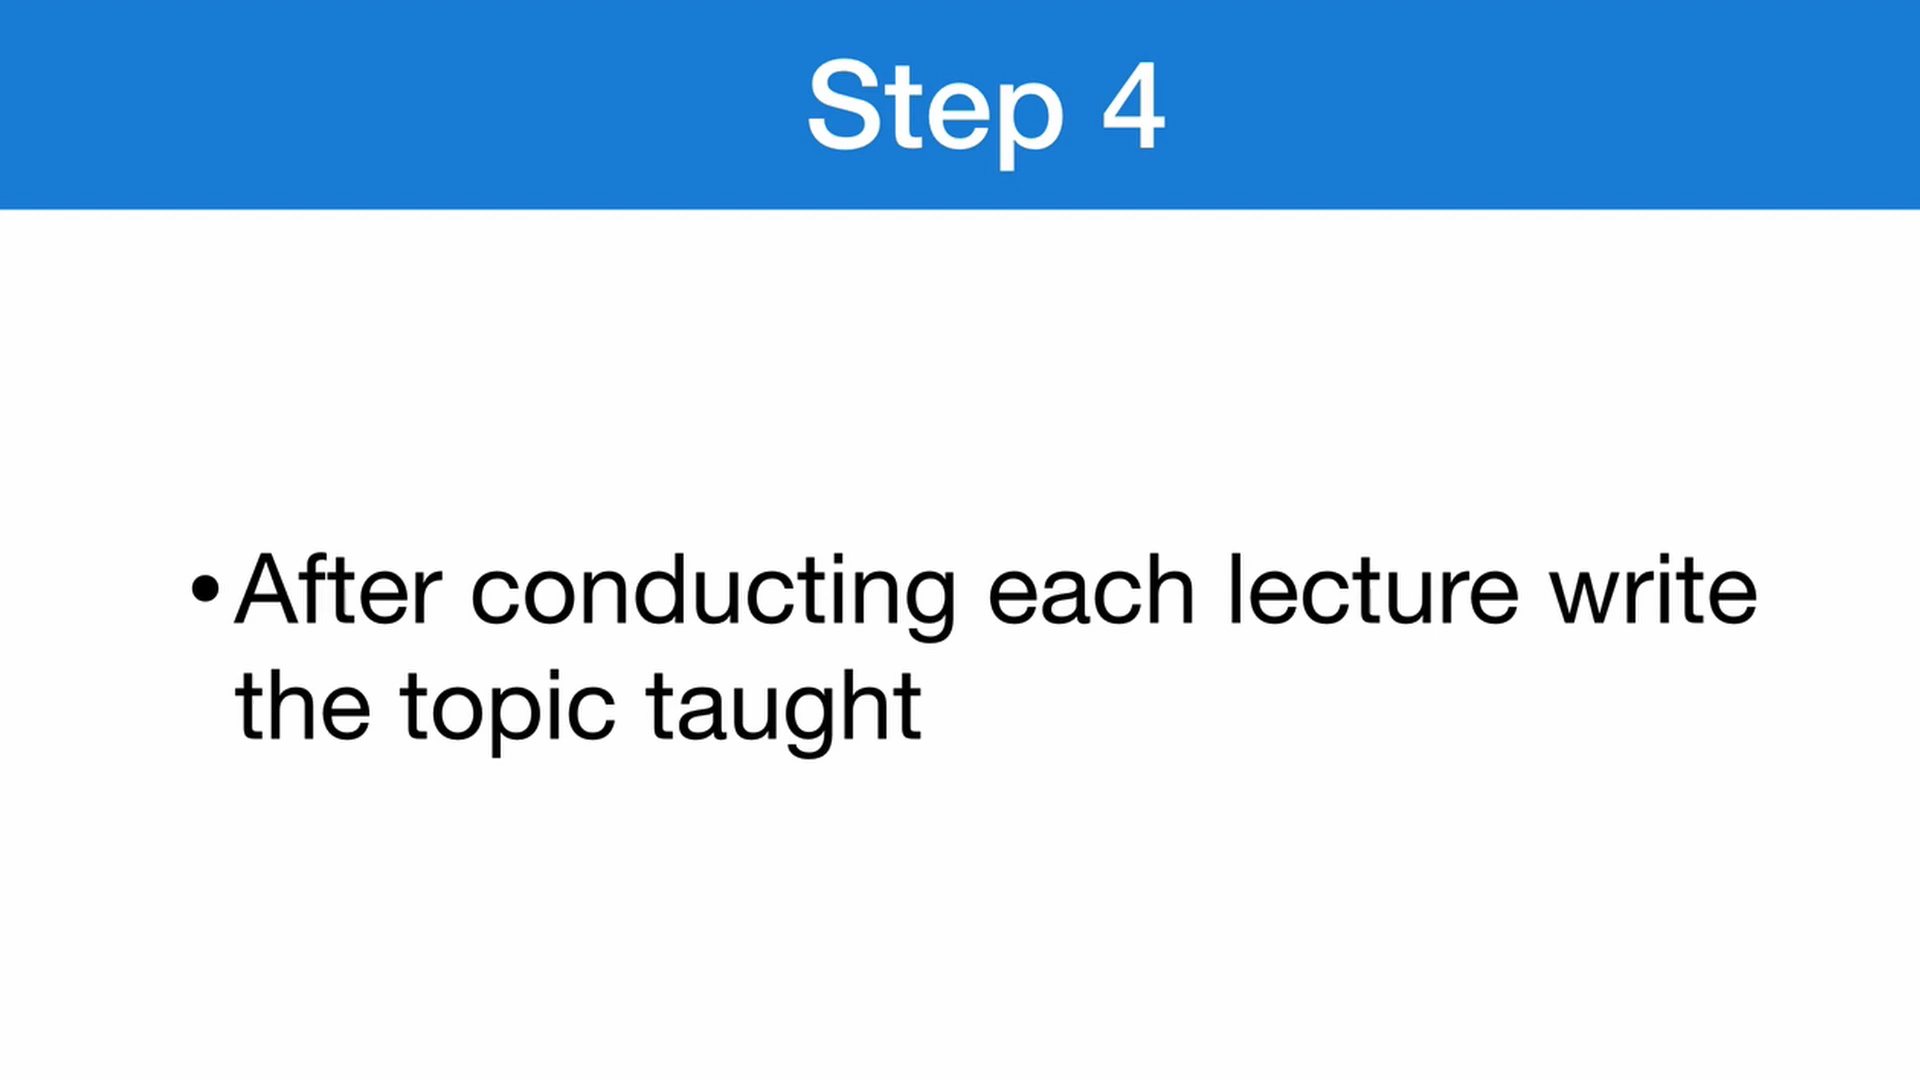 Step 4
•After conducting each lecture write
the topic taught